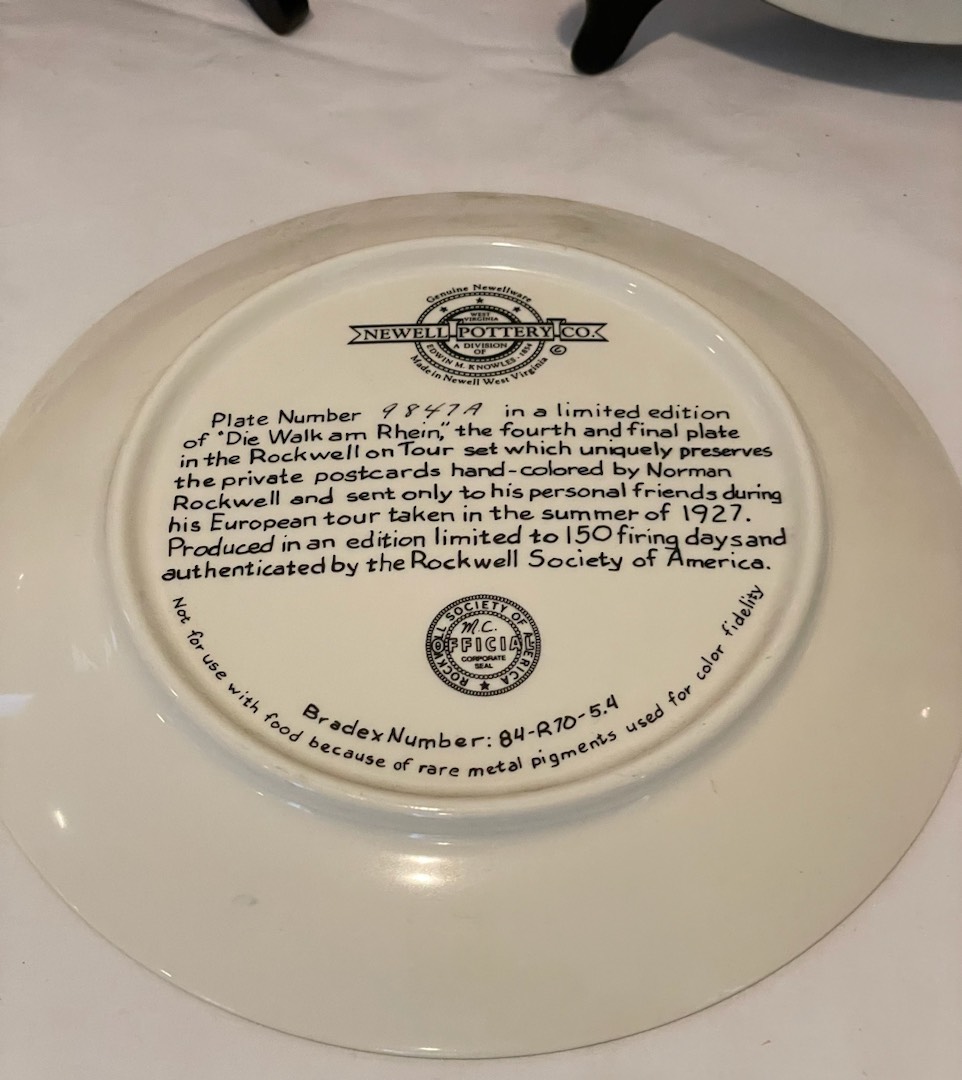 Genuine Newellware
WEST
VIRGINIA
NEWELL POTTERY CO.
A DIVISION
OF
EDWIN M. KNOWLES · 1854
©
Made in Newell West Virginia
Plate Number 9847A in a limited edition
of "Die Walk am Rhein," the fourth and final plate
in the Rockwell on Tour set which uniquely preserves
the private postcards hand-colored by Norman
Rockwell and sent only to his personal friends during
his European tour taken in the summer of 1927.
Produced in an edition limited to 150 firing days and
authenticated by the Rockwell Society of America.
ROCKWELL SOCIETY OF AMERICA
M.C.
OFFICIAL
CORPORATE
SEAL
Bradex Number: 84-R70-5.4
Not for use with food because of rare metal pigments used for color fidelity